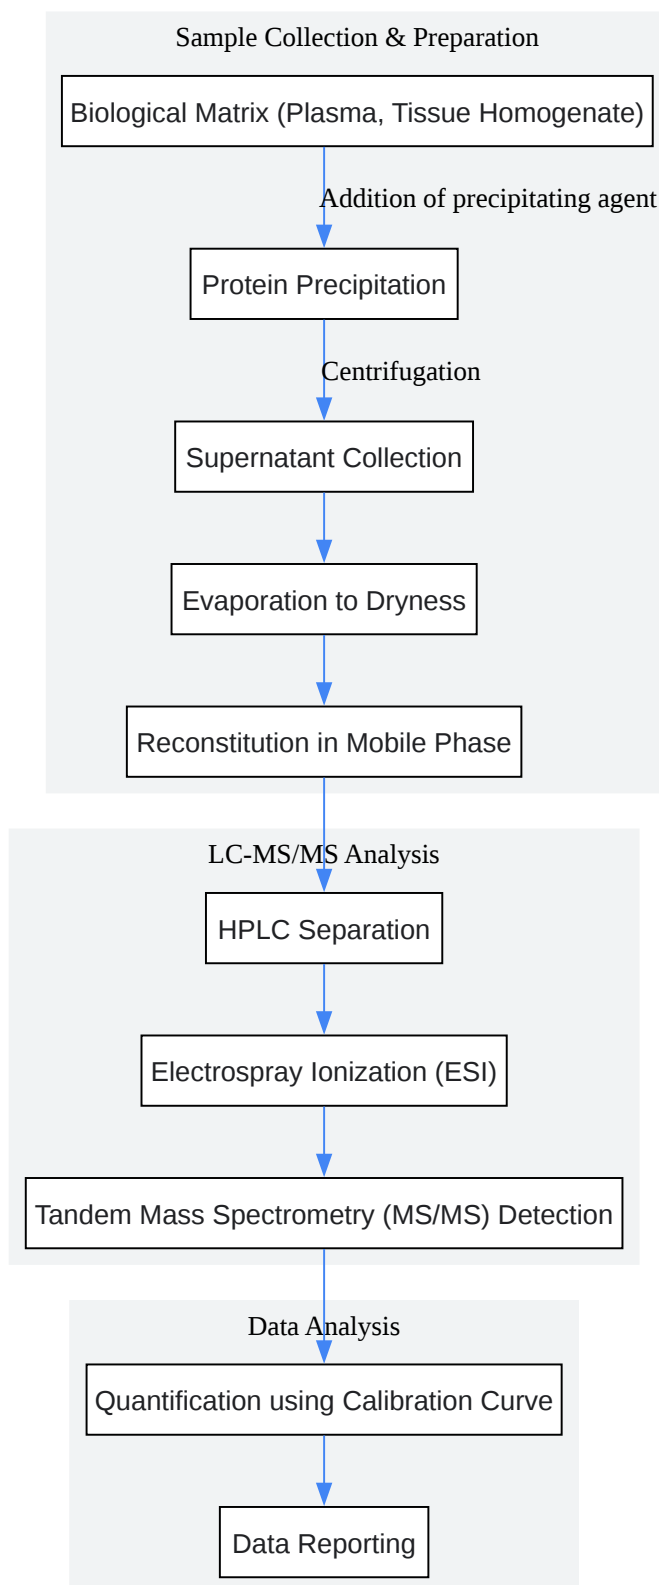 Sample Collection & Preparation
Biological Matrix (Plasma, Tissue Homogenate)
Addition of precipitating agent
Protein Precipitation
Centrifugation
Supernatant Collection
Evaporation to Dryness
Reconstitution in Mobile Phase
LC-MS/MS Analysis
HPLC Separation
Electrospray Ionization (ESI)
Tandem Mass Spectrometry (MS/MS) Detection
Data Analysis
Quantification using Calibration Curve
Data Reporting